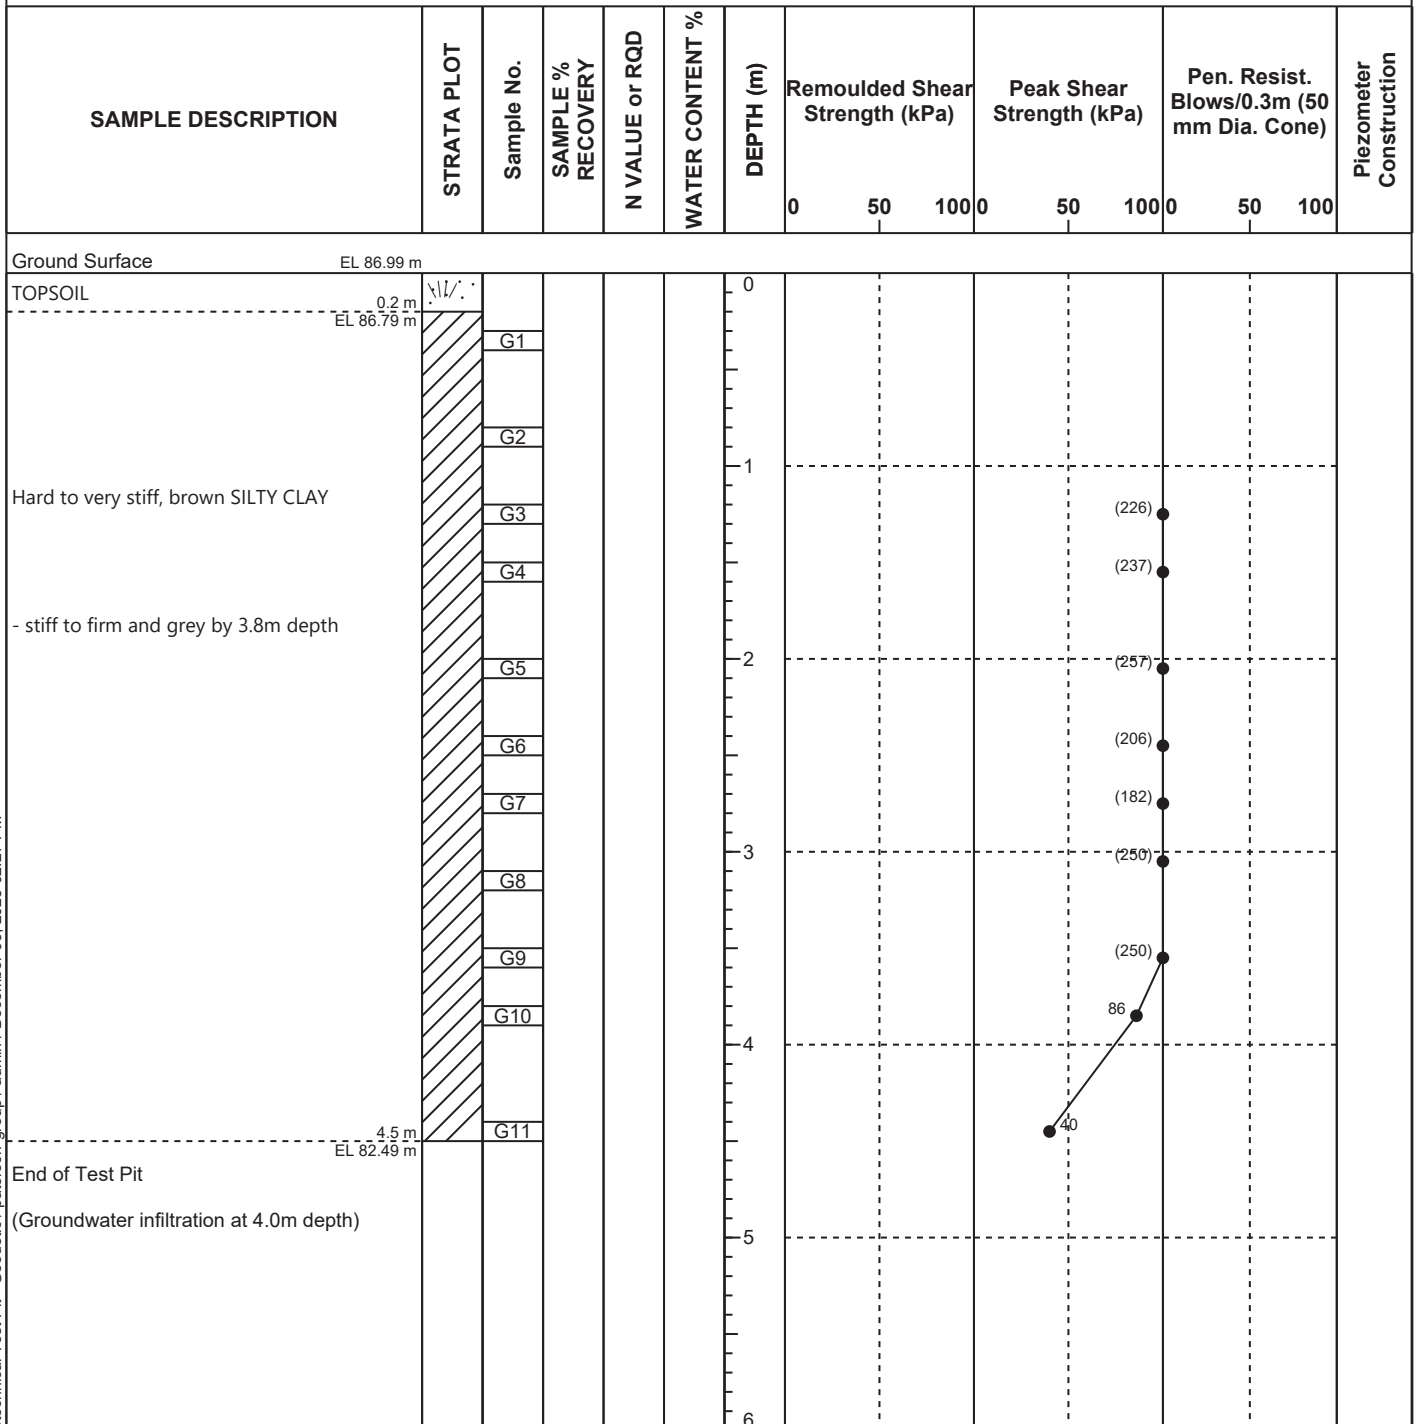 SAMPLE DESCRIPTION
STRATA PLOT
Sample No.
SAMPLE %
RECOVERY
N VALUE or RQD
WATER CONTENT %
DEPTH (m)
Remoulded Shear
Strength (kPa)
0 50 100
Peak Shear
Strength (kPa)
0 50 100
Pen. Resist.
Blows/0.3m (50
mm Dia. Cone)
0 50 100
Piezometer
Construction
Ground Surface EL 86.99 m
TOPSOIL
0.2 m
EL 86.79 m
0
G1
G2
1
Hard to very stiff, brown SILTY CLAY
G3
(226)
G4
(237)
- stiff to firm and grey by 3.8m depth
2
G5
(257)
G6
(206)
G7
(182)
3
(250)
G8
G9
(250)
G10
86
4
4.5 m
G11
40
EL 82.49 m
End of Test Pit
(Groundwater infiltration at 4.0m depth)
5
6